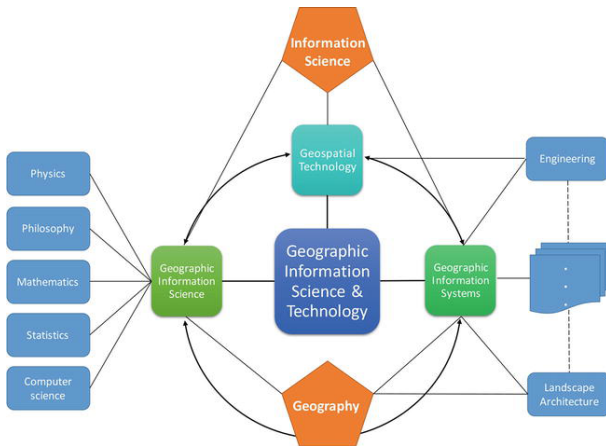 Information
Science
Geospatial
Technology
Engineering
Physics
Philosophy
Mathematics
Statistics
Computer
science
Geographic
Information
Science
Geographic
Information
Science &
Technology
Geographic
Information
Systems
Geography
Landscape
Architecture